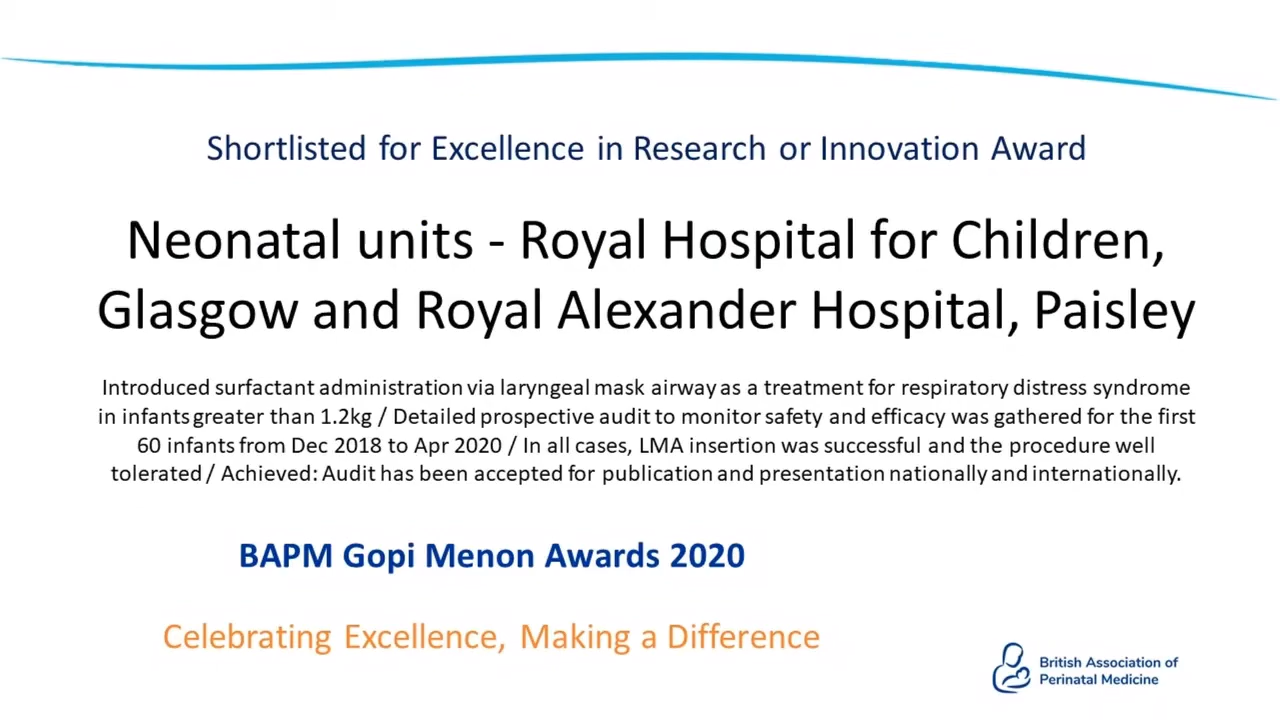 Shortlisted for Excellence in Research or Innovation Award
Neonatal units - Royal Hospital for Children,
Glasgow and Royal Alexander Hospital, Paisley
Introduced surfactant administration via laryngeal mask airway as a treatment for respiratory distress syndrome
in infants greater than 1.2kg / Detailed prospective audit to monitor safety and efficacy was gathered for the first
60 infants from Dec 2018 to Apr 2020 / In all cases, LMA insertion was successful and the procedure well
tolerated / Achieved: Audit has been accepted for publication and presentation nationally and internationally.
BAPM Gopi Menon Awards 2020
Celebrating Excellence, Making a Difference
British Association of
Perinatal Medicine